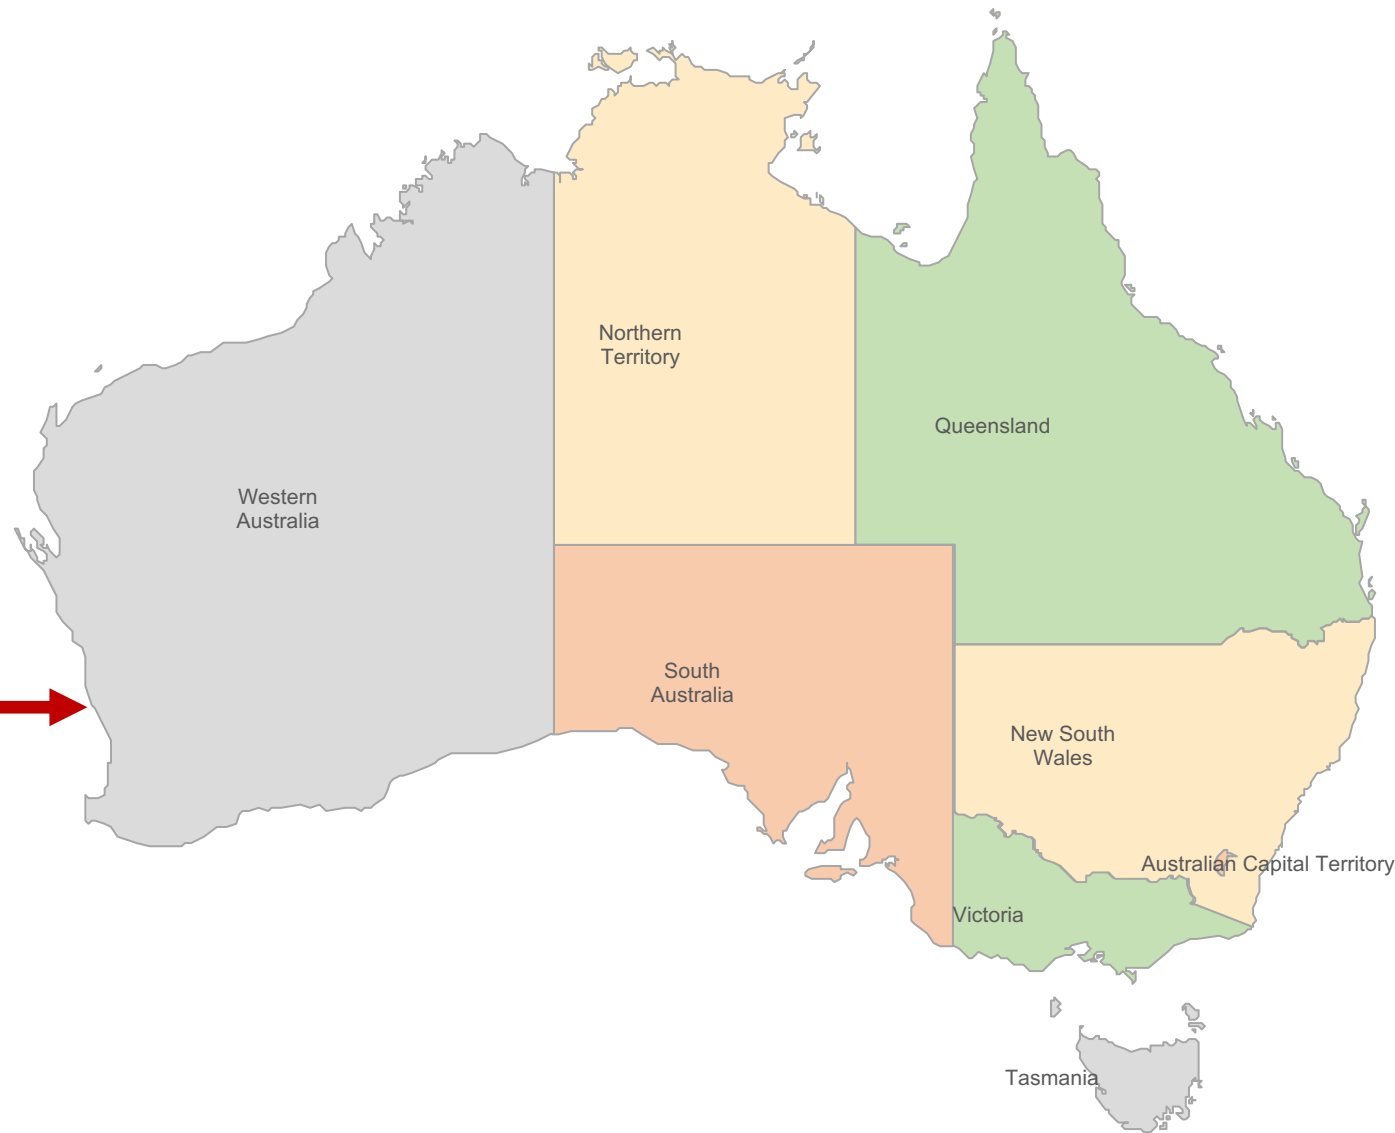 Northern
Territory
Queensland
Western
Australia
South
Australia
New South
Wales
Australian Capital Territory
Victoria
Tasmania